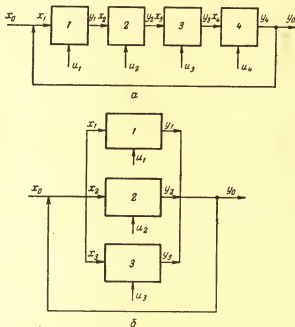 x₀ x₁ 1 y₁ x₂ 2 y₂ x₃ 3 y₃ x₄ 4 y₄ y₀
u₁ u₂ u₃ u₄
а
x₁ 1 y₁
u₁
x₀ x₂ 2 y₂ y₀
u₂
x₃ 3 y₃
u₃
б